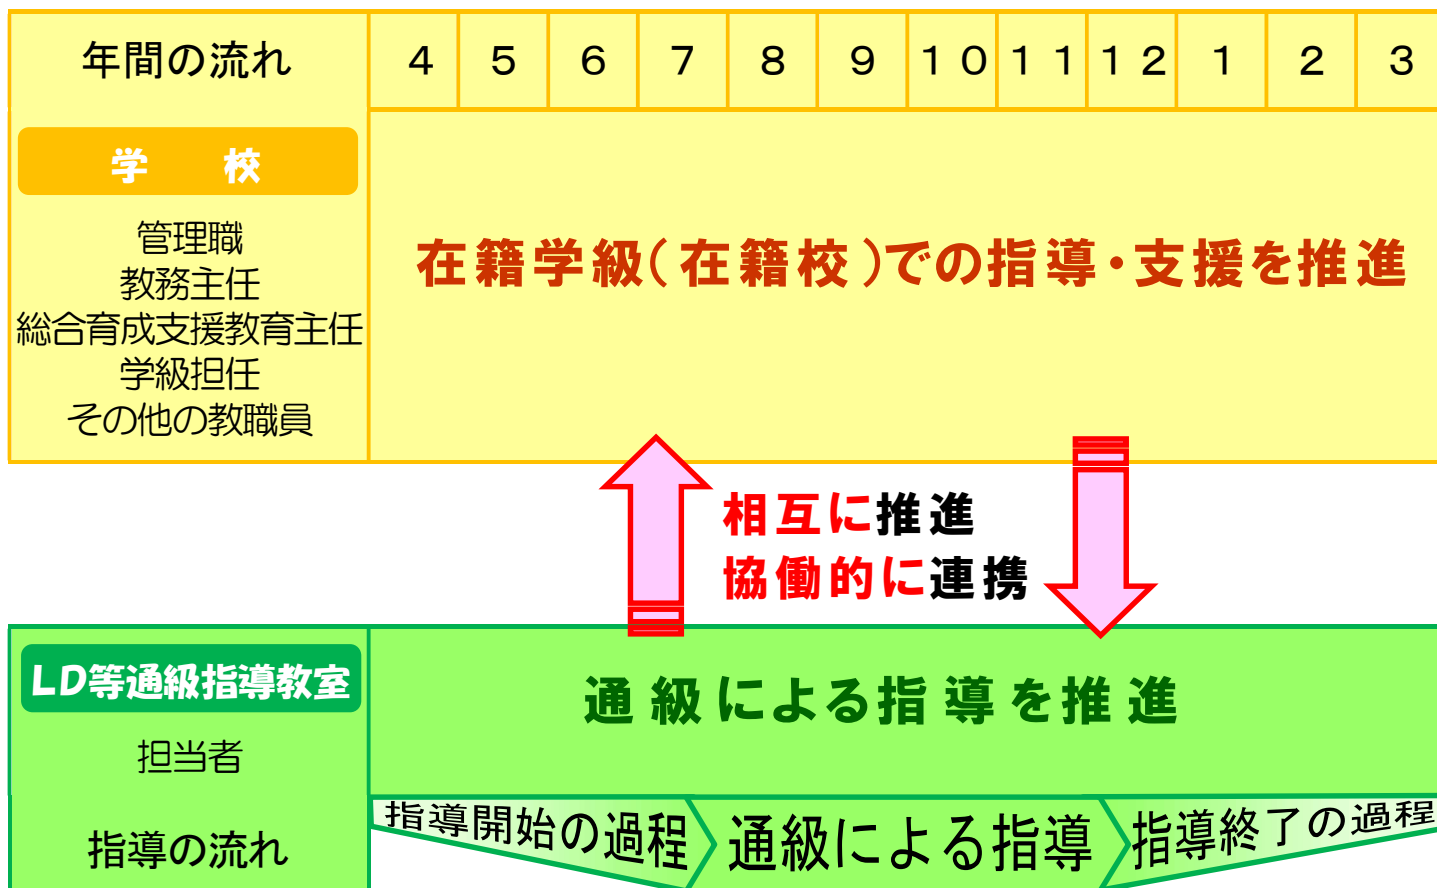 年間の流れ
4 5 6 7 8 9 10 11 12 1 2 3
学 校
管理職
教務主任
総合育成支援教育主任
学級担任
その他の教職員
在籍学級(在籍校)での指導・支援を推進
相互に推進
協働的に連携
LD等通級指導教室
担当者
通級による指導を推進
指導の流れ
指導開始の過程
通級による指導
指導終了の過程